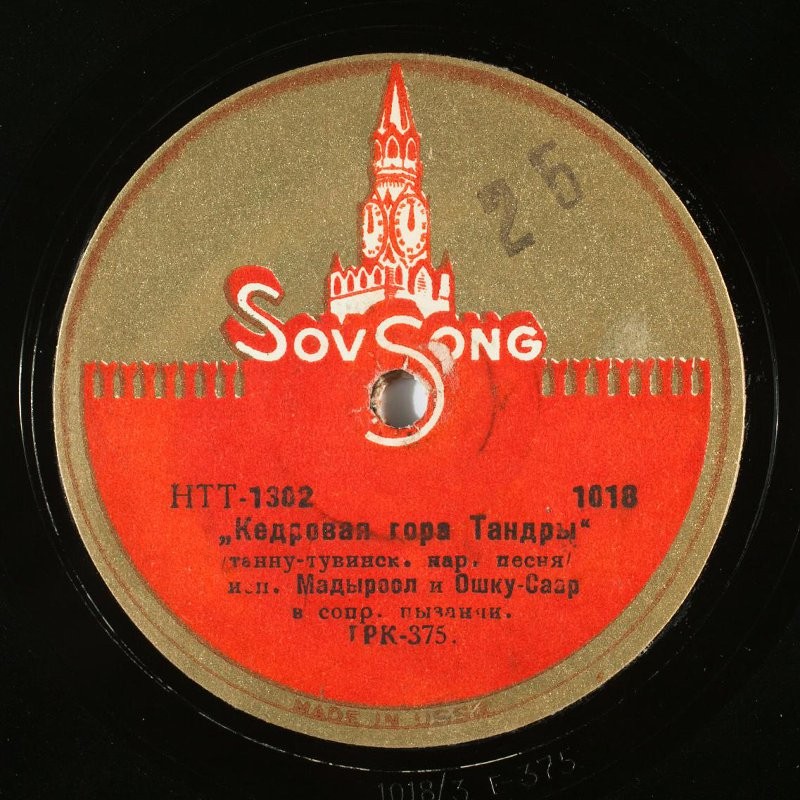 25
SOVSONG
НТТ-1302 1018
„Кедровая гора Тандры“
/танну-тувинск. нар. песня/
исп. Мадыроол и Ошку-Саар
в сопр. пызанчи.
ГРК-375.
MADE IN USSR
1018/3 Г-375